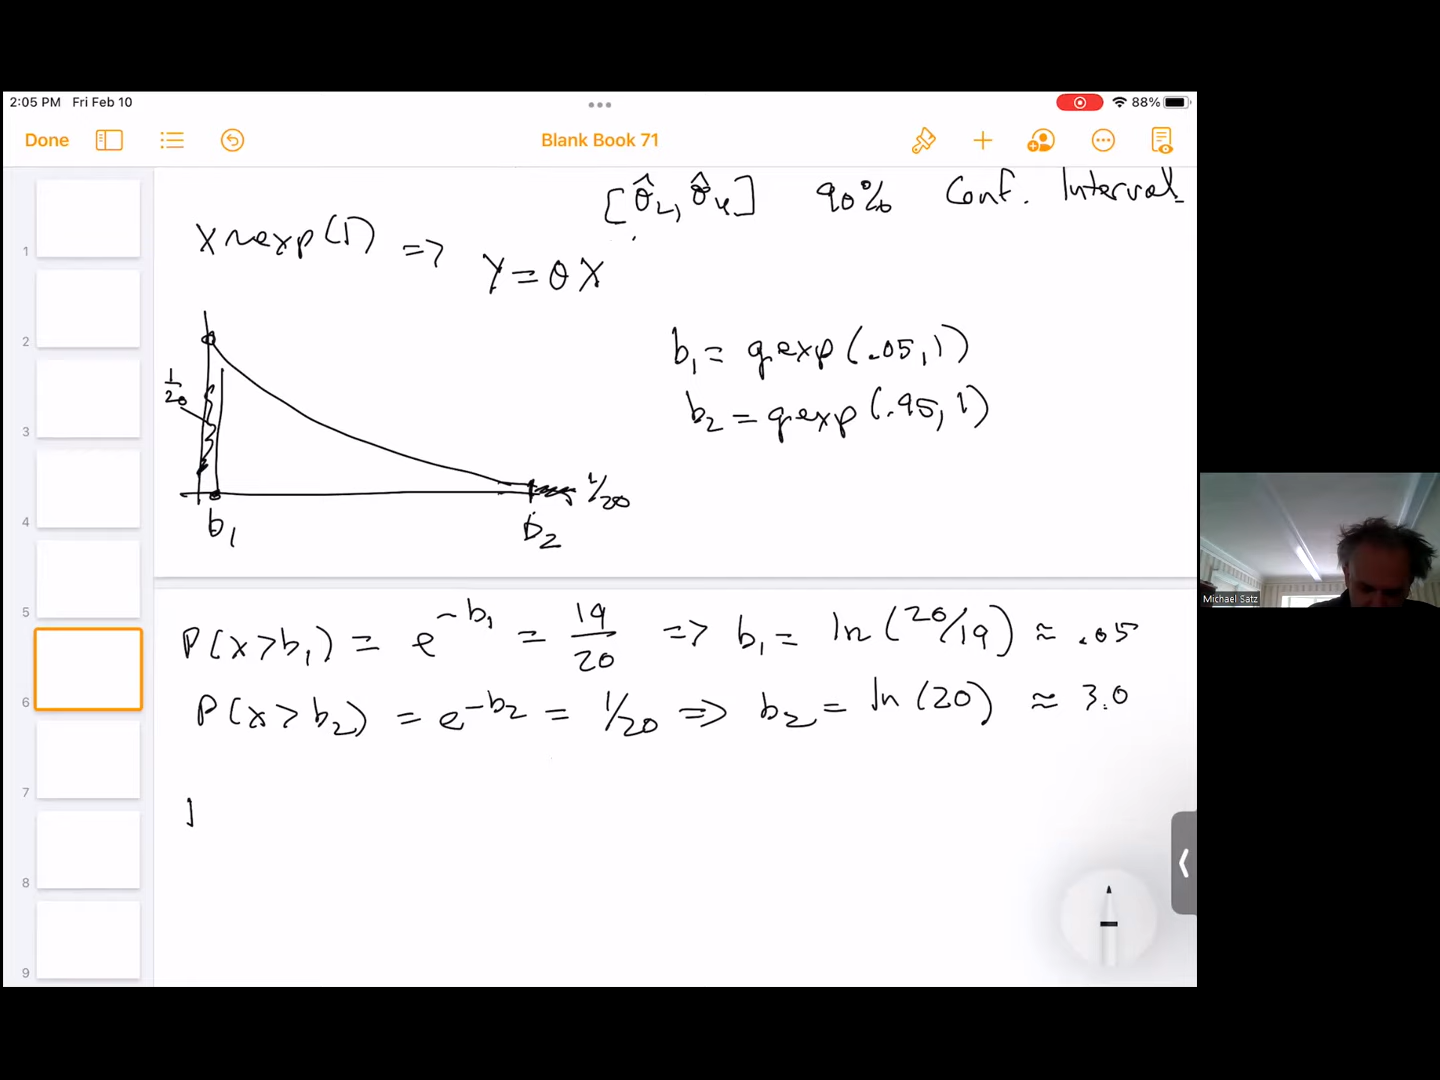 2:05 PM Fri Feb 10
88%
Done
Blank Book 71
[θ̂L, θ̂u] 90% Conf. Interval
X~exp(1) => Y = θX
b₁ = qexp(.05, 1)
b₂ = qexp(.95, 1)
1/20
1/20
b₁ b₂
P(X>b₁) = e^-b₁ = 19/20 => b₁ = ln(20/19) ≈ .05
P(X>b₂) = e^-b₂ = 1/20 => b₂ = ln(20) ≈ 3.0
1
2
3
4
5
6
7
8
9
Michael Satz